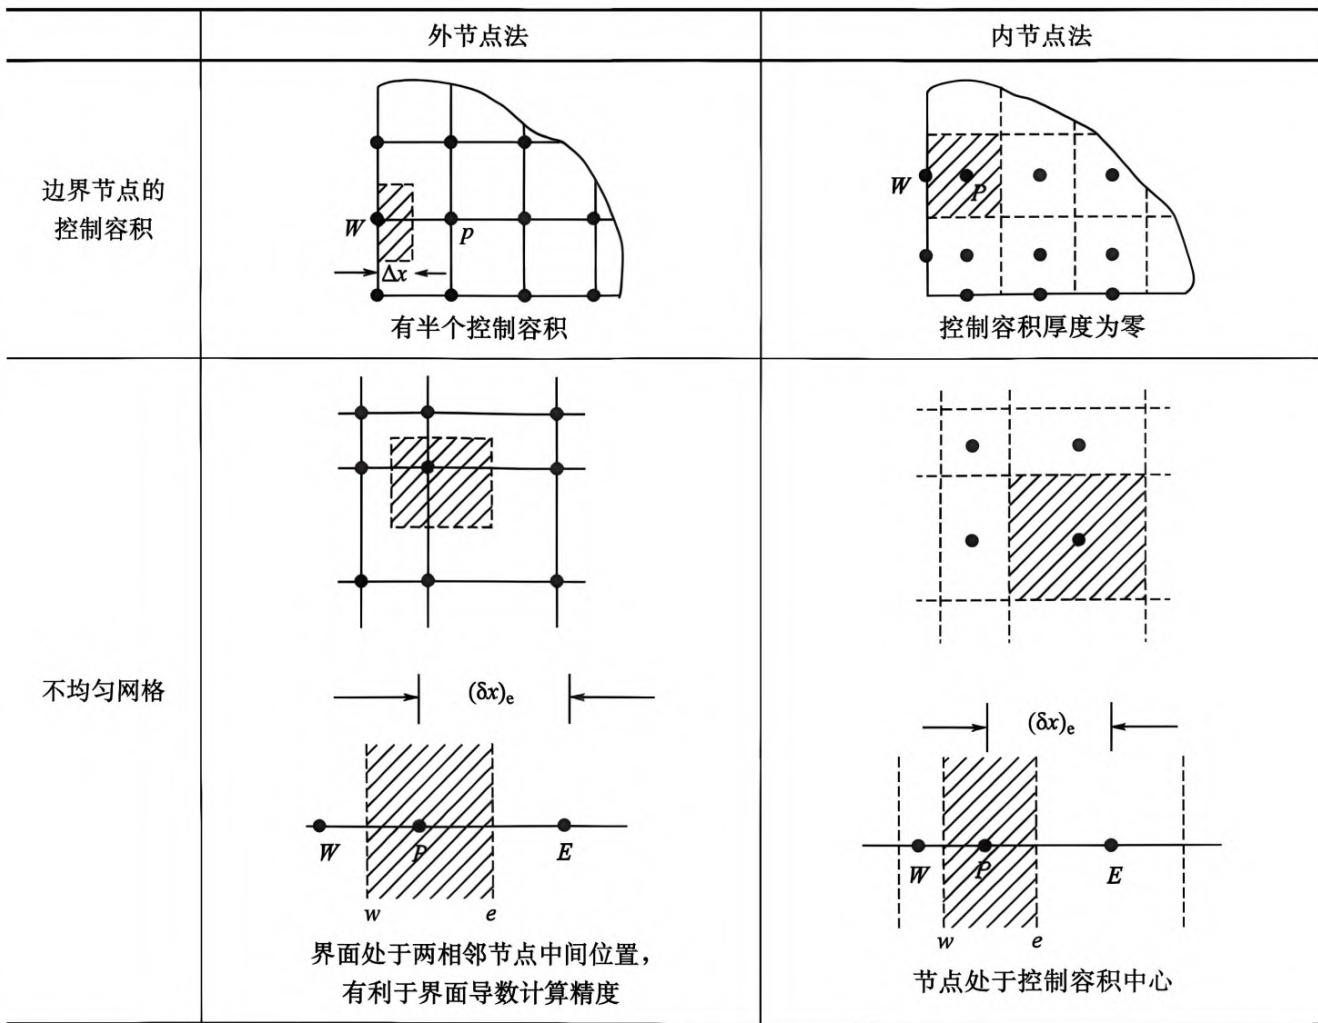 外节点法
内节点法
边界节点的
控制容积
W
p
Δx
有半个控制容积
W
P
控制容积厚度为零
不均匀网格
(δx)e
W
P
E
w
e
界面处于两相邻节点中间位置，
有利于界面导数计算精度
(δx)e
W
P
E
w
e
节点处于控制容积中心